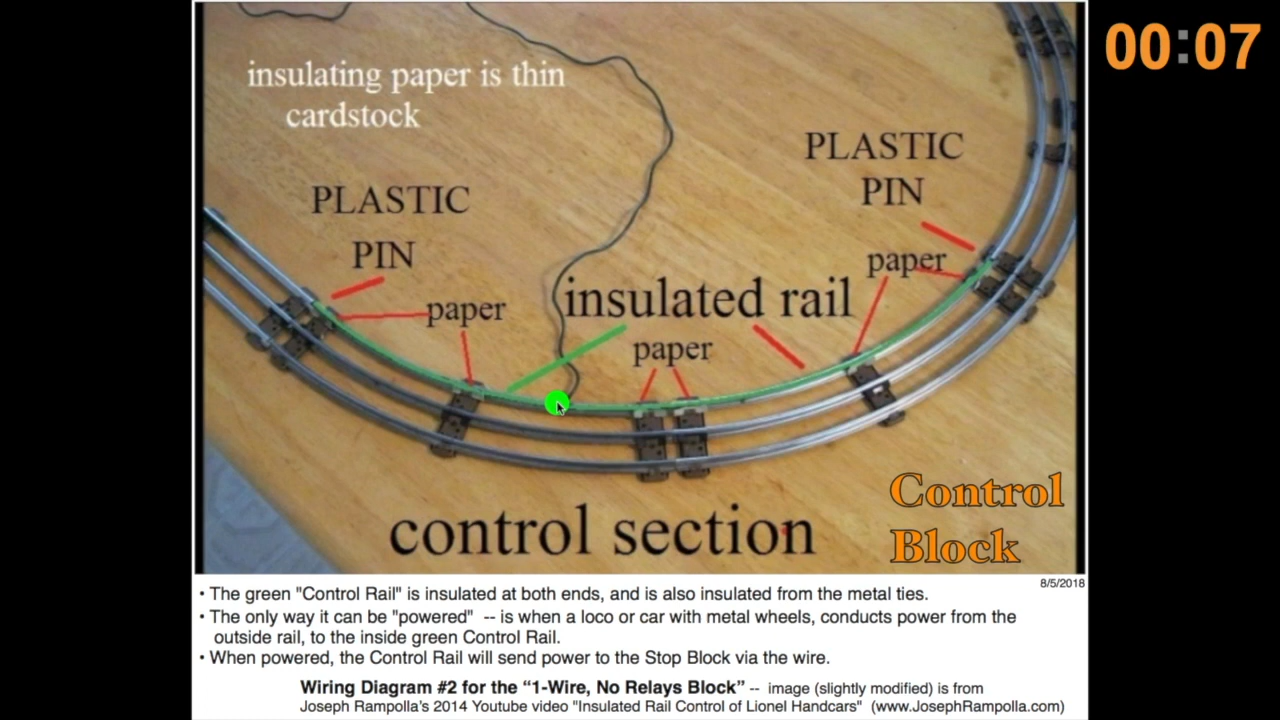 00:07
insulating paper is thin
cardstock
PLASTIC
PIN
PLASTIC
PIN
paper
paper
insulated rail
paper
control section
Control
Block
8/5/2018
• The green "Control Rail" is insulated at both ends, and is also insulated from the metal ties.
• The only way it can be "powered" -- is when a loco or car with metal wheels, conducts power from the
outside rail, to the inside green Control Rail.
• When powered, the Control Rail will send power to the Stop Block via the wire.
Wiring Diagram #2 for the “1-Wire, No Relays Block” -- image (slightly modified) is from
Joseph Rampolla's 2014 Youtube video "Insulated Rail Control of Lionel Handcars" (www.JosephRampolla.com)